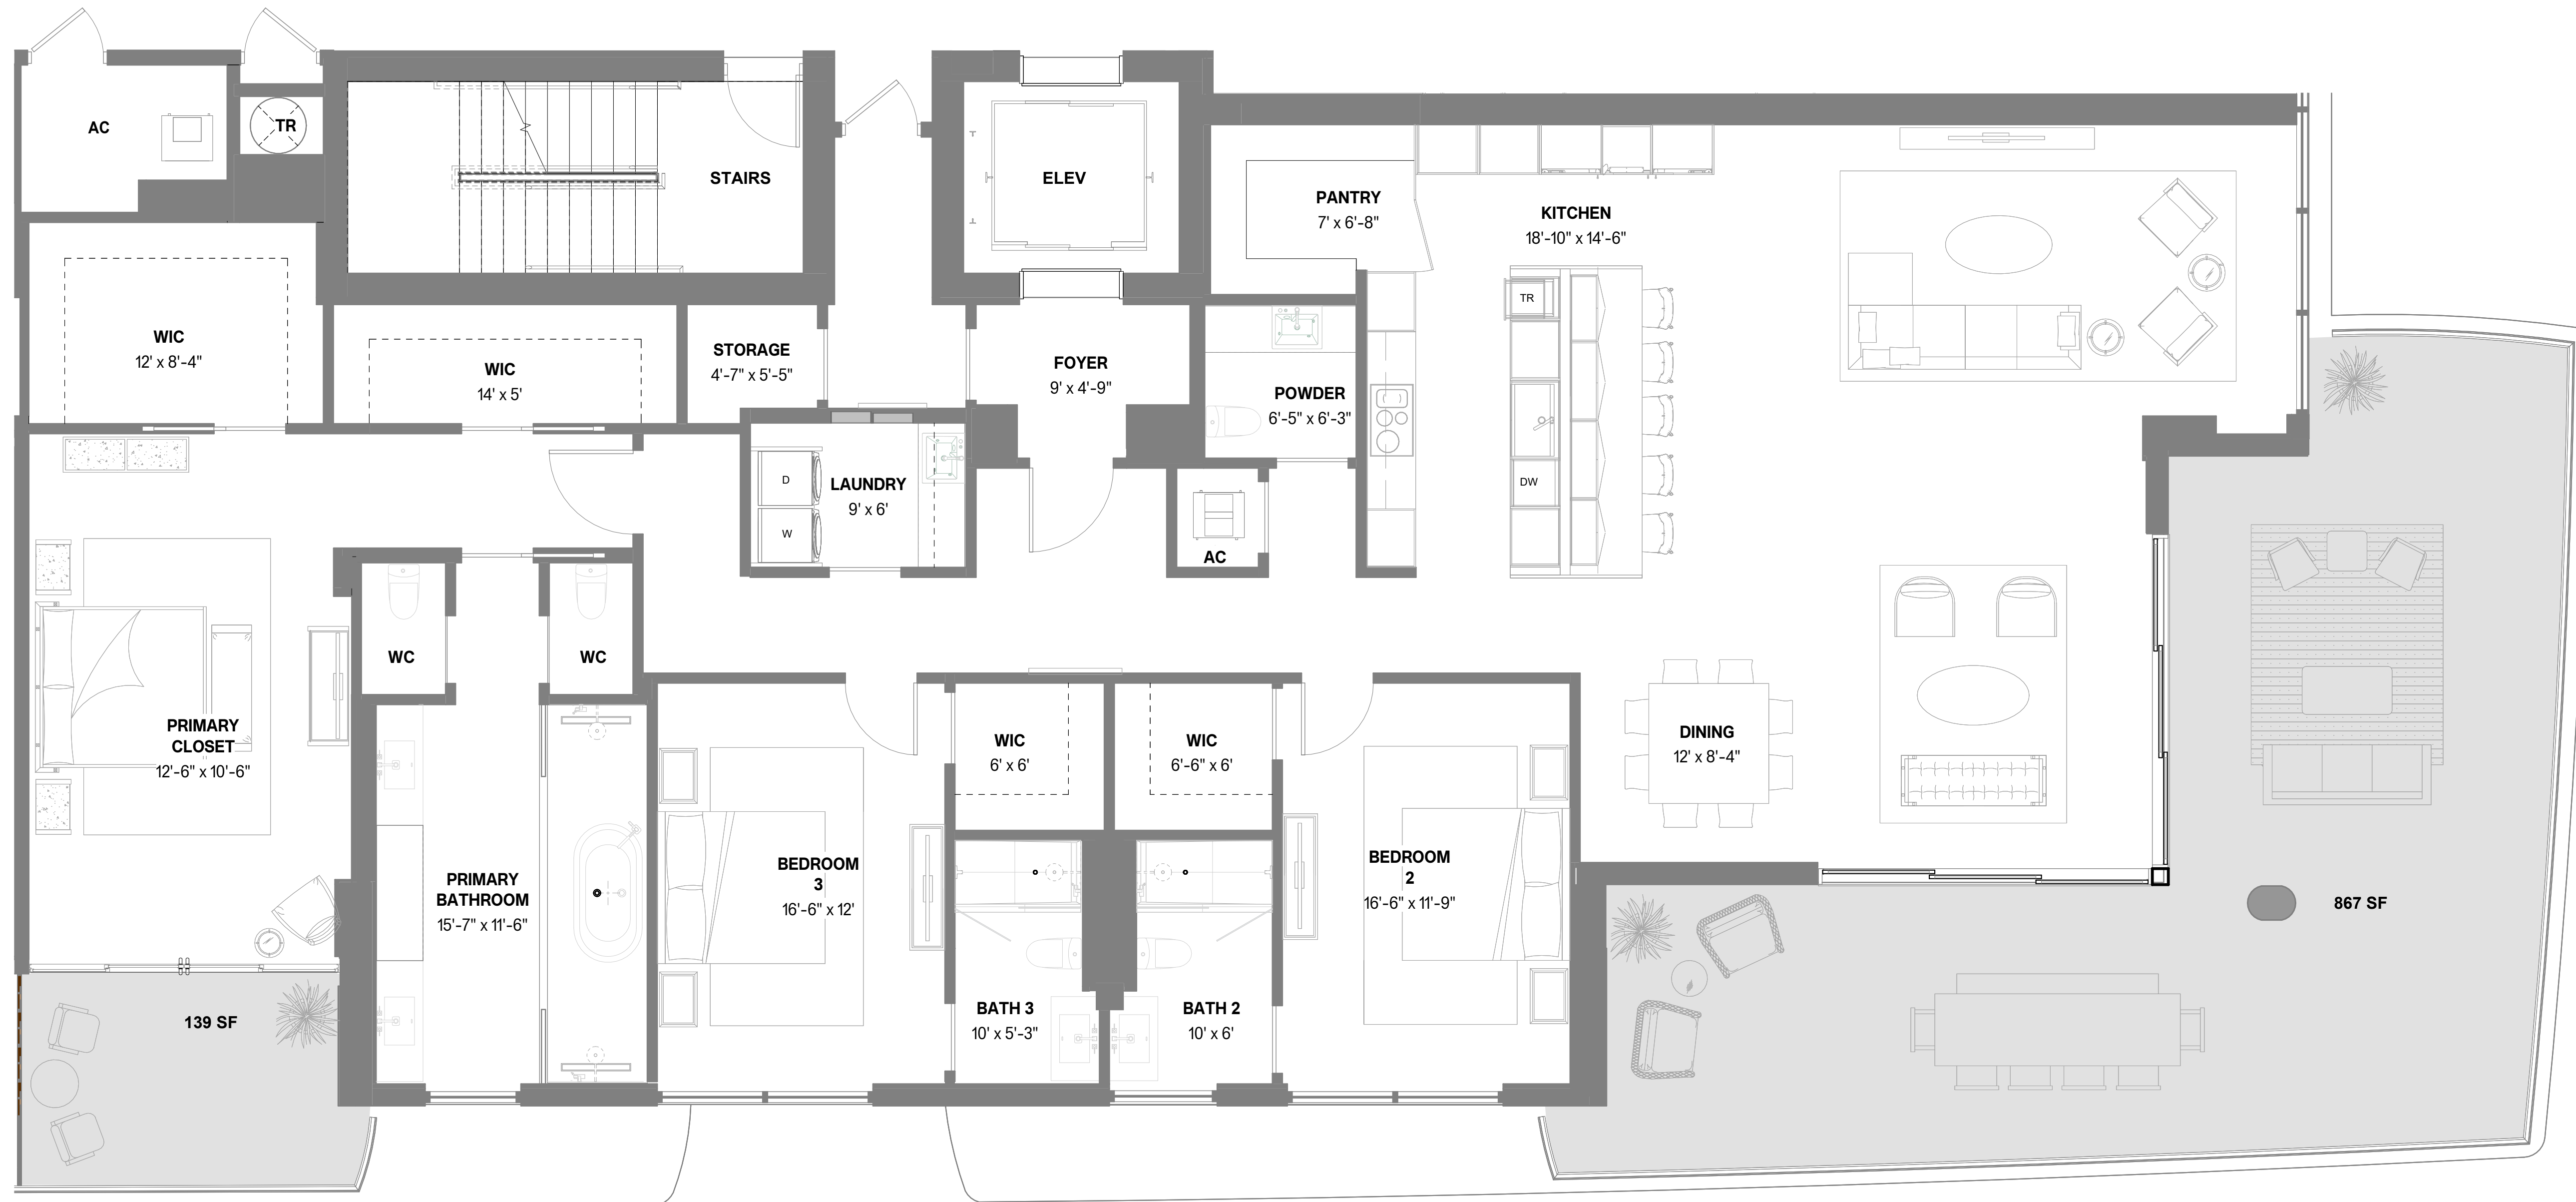 AC
TR
STAIRS
ELEV
PANTRY
7' x 6'-8"
KITCHEN
18'-10" x 14'-6"
TR
DW
WIC
12' x 8'-4"
WIC
14' x 5'
STORAGE
4'-7" x 5'-5"
FOYER
9' x 4'-9"
POWDER
6'-5" x 6'-3"
D
W
LAUNDRY
9' x 6'
AC
WC
WC
PRIMARY
CLOSET
12'-6" x 10'-6"
PRIMARY
BATHROOM
15'-7" x 11'-6"
BEDROOM
3
16'-6" x 12'
WIC
6' x 6'
WIC
6'-6" x 6'
BEDROOM
2
16'-6" x 11'-9"
DINING
12' x 8'-4"
867 SF
139 SF
BATH 3
10' x 5'-3"
BATH 2
10' x 6'